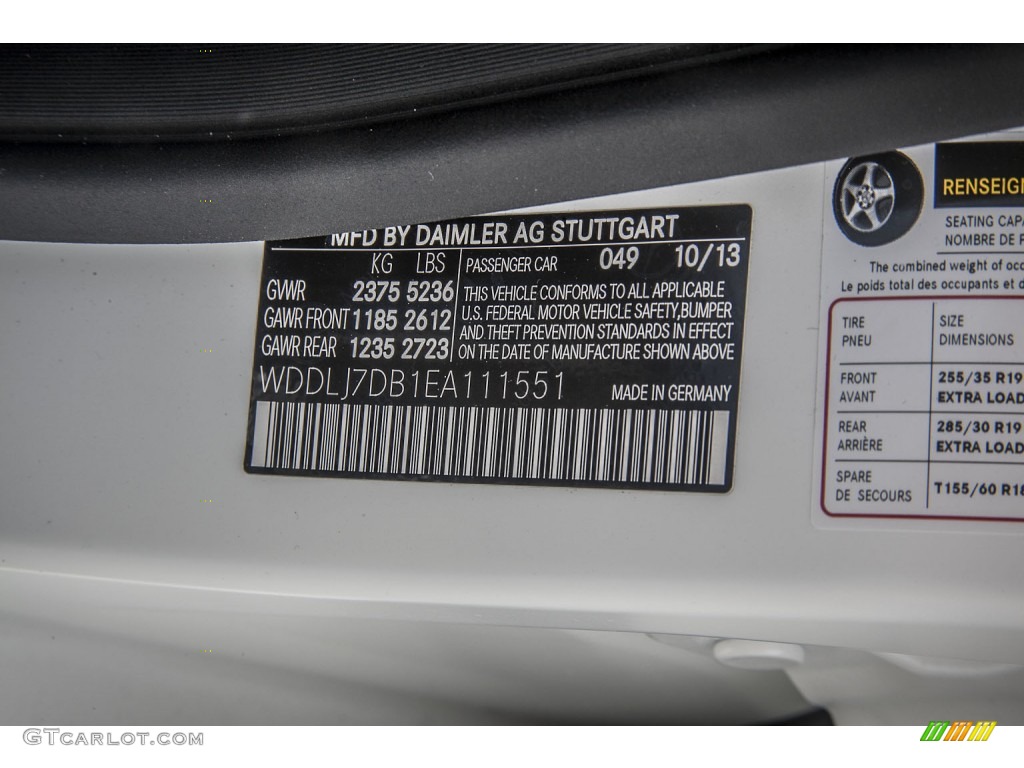 MFD BY DAIMLER AG STUTTGART
KG LBS
GVWR 2375 5236
GAWR FRONT 1185 2612
GAWR REAR 1235 2723
PASSENGER CAR 049 10/13
THIS VEHICLE CONFORMS TO ALL APPLICABLE
U.S. FEDERAL MOTOR VEHICLE SAFETY,BUMPER
AND THEFT PREVENTION STANDARDS IN EFFECT
ON THE DATE OF MANUFACTURE SHOWN ABOVE
WDDLJ7DB1EA111551
MADE IN GERMANY
RENSEIG
SEATING CAPA
NOMBRE DE P
The combined weight of occ
Le poids total des occupants et d
TIRE SIZE
PNEU DIMENSIONS
FRONT 255/35 R19
AVANT EXTRA LOAD
REAR 285/30 R19
ARRIÈRE EXTRA LOAD
SPARE
DE SECOURS T155/60 R18
GTCarlot.com